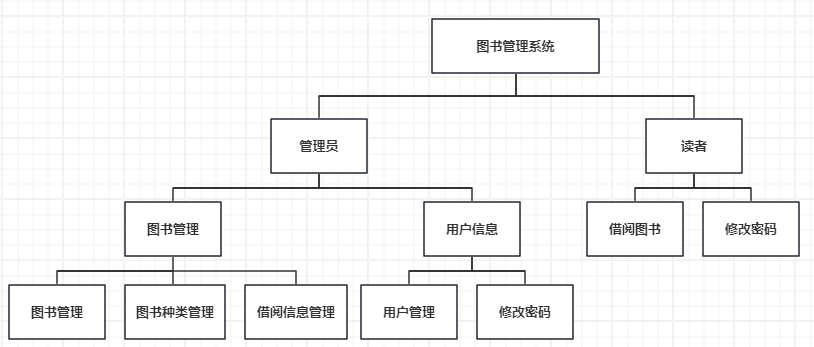 图书管理系统
管理员
读者
图书管理
用户信息
借阅图书
修改密码
图书管理
图书种类管理
借阅信息管理
用户管理
修改密码